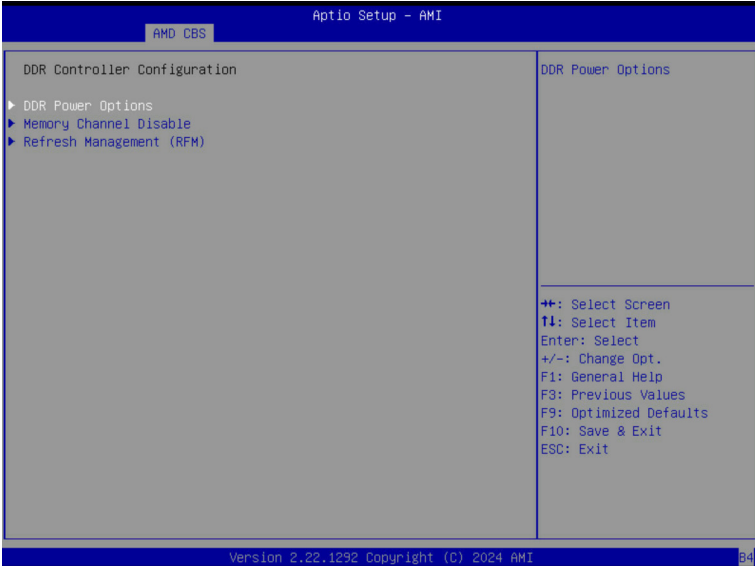 Aptio Setup – AMI
AMD CBS
DDR Controller Configuration
DDR Power Options
Memory Channel Disable
Refresh Management (RFM)
DDR Power Options
→←: Select Screen
↑↓: Select Item
Enter: Select
+/-: Change Opt.
F1: General Help
F3: Previous Values
F9: Optimized Defaults
F10: Save & Exit
ESC: Exit
Version 2.22.1292 Copyright (C) 2024 AMI
B4